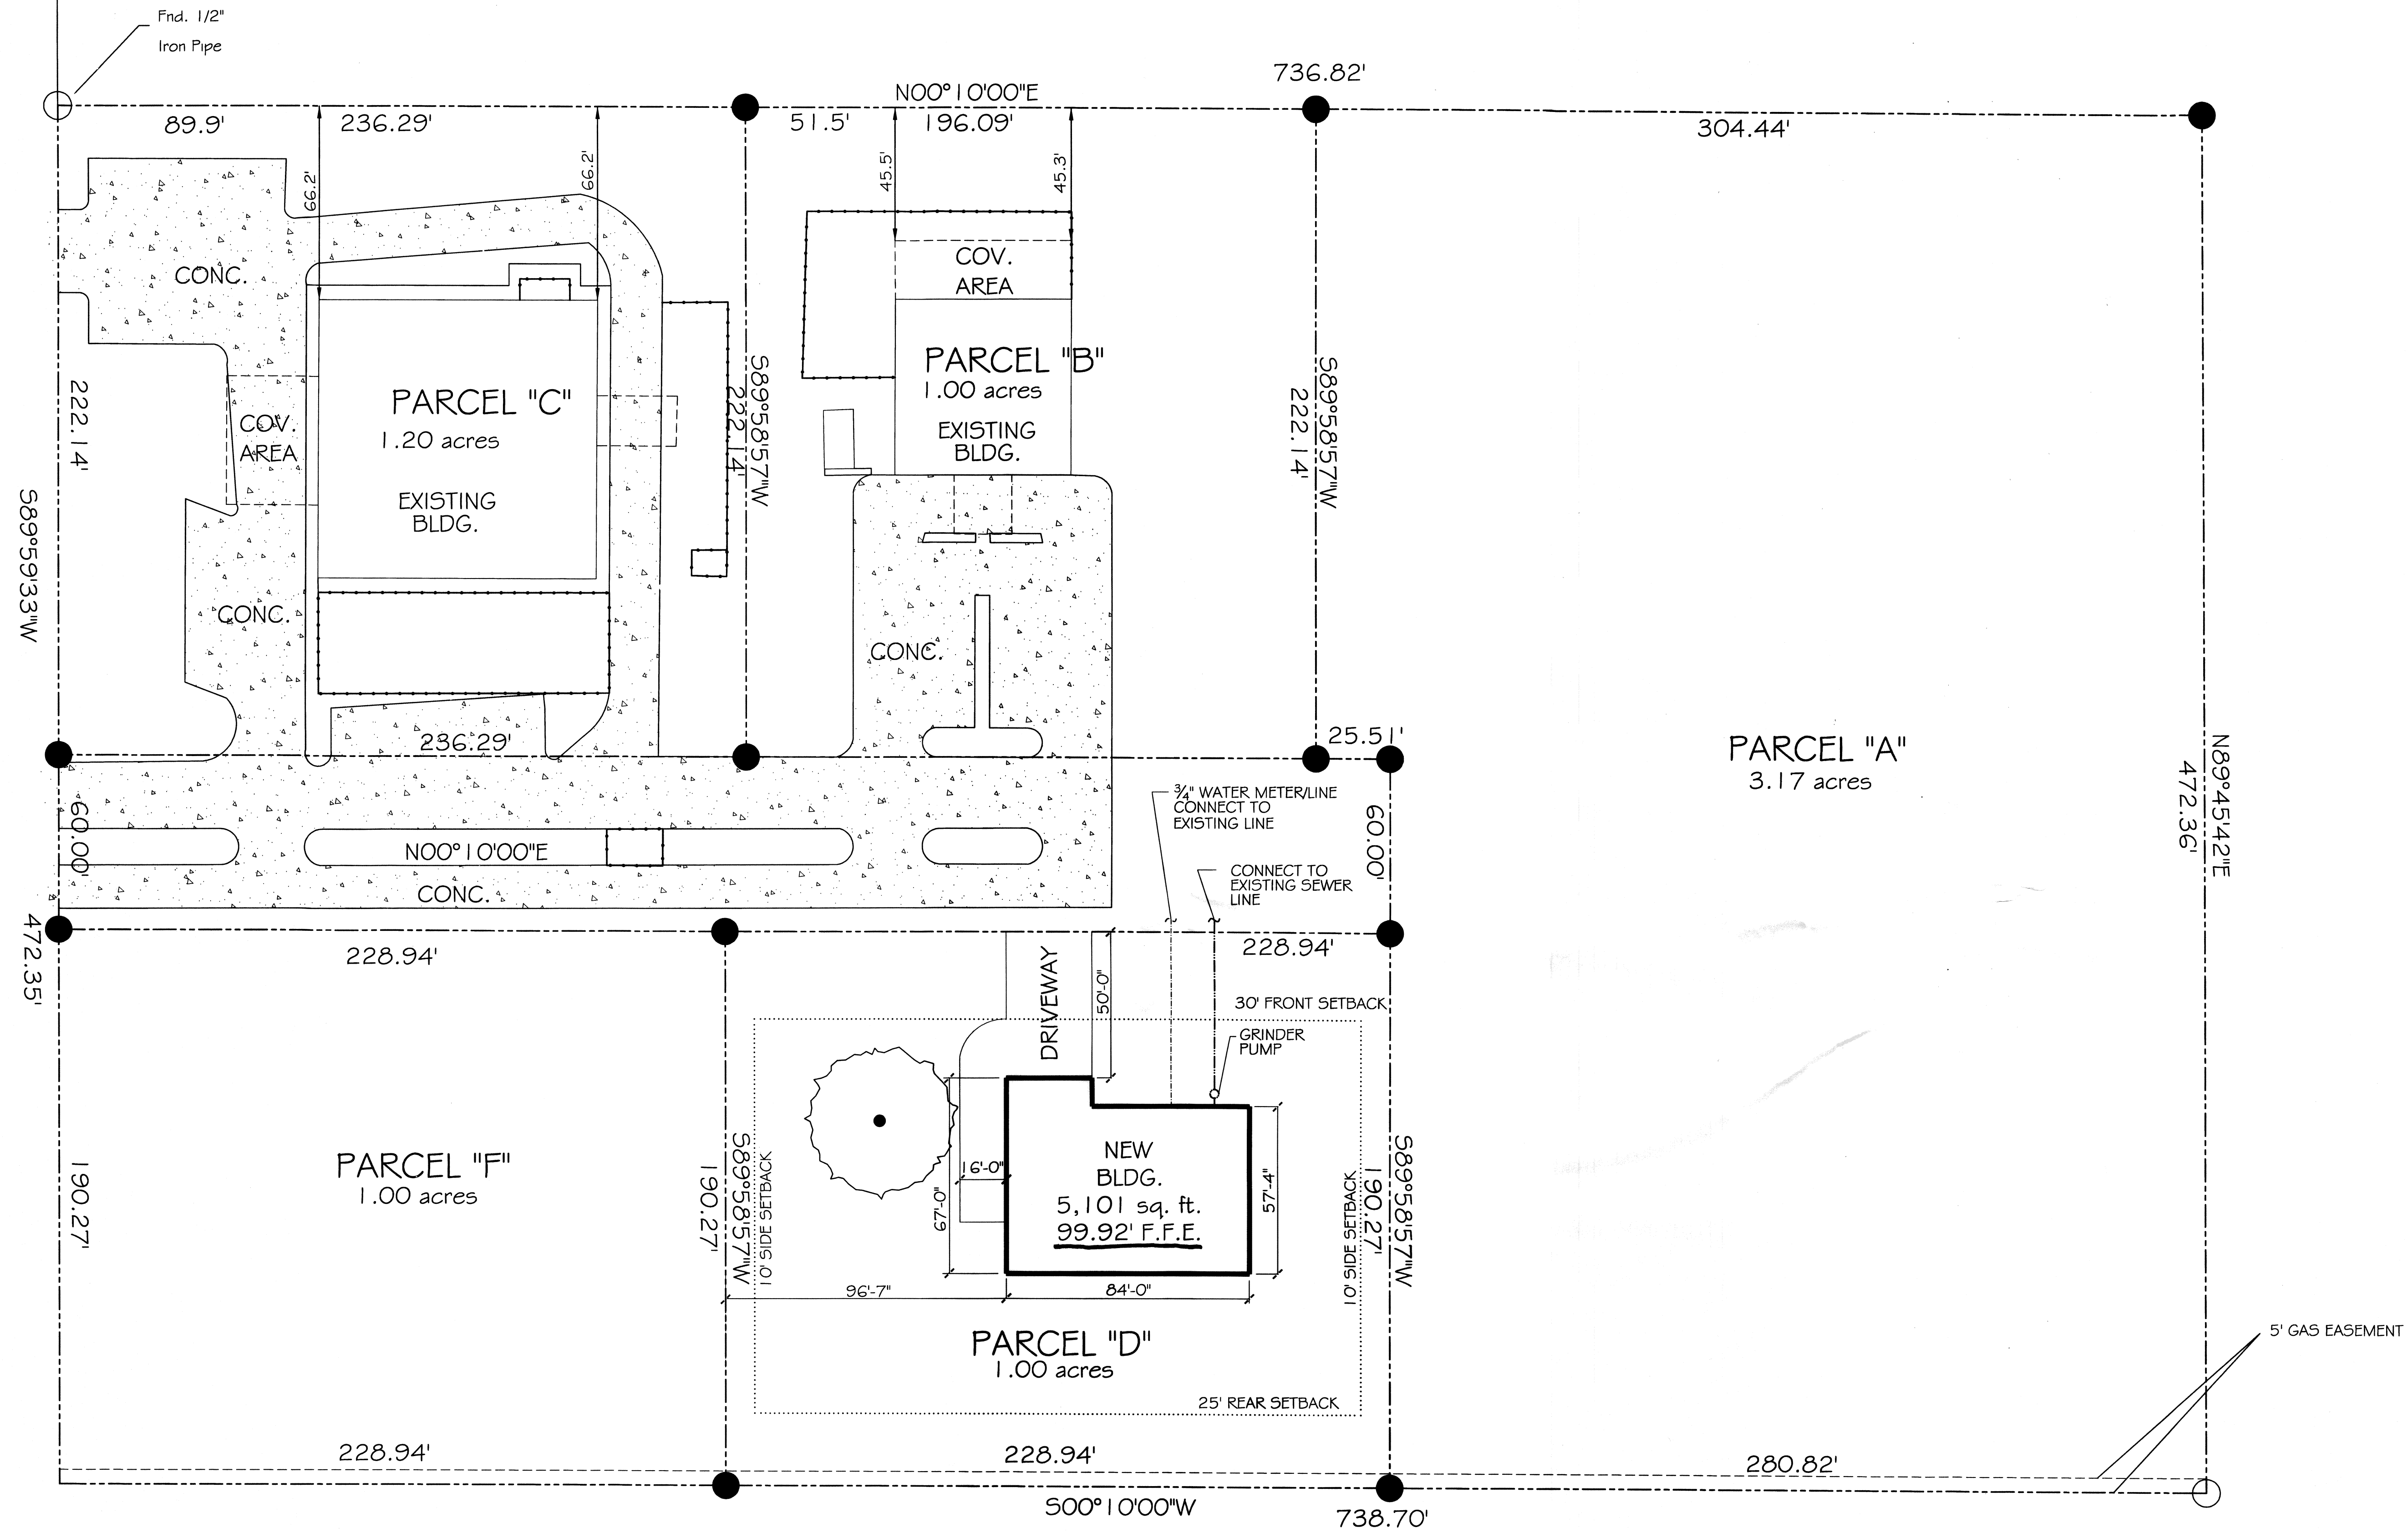 Fnd. 1/2"
Iron Pipe
736.82'
N00°10'00"E
89.9'
236.29'
51.5'
196.09'
304.44'
66.2'
66.2'
45.5'
45.3'
CONC.
COV.
AREA
PARCEL "B"
1.00 acres
EXISTING
BLDG.
PARCEL "C"
1.20 acres
EXISTING
BLDG.
COV.
AREA
222.14'
S89°59'33"W
S89°58'57"W
222.14'
S89°58'57"W
222.14'
CONC.
CONC.
236.29'
25.51'
PARCEL "A"
3.17 acres
N89°45'42"E
472.36'
60.00'
N00°10'00"E
CONC.
3/4" WATER METER/LINE
CONNECT TO
EXISTING LINE
60.00'
CONNECT TO
EXISTING SEWER
LINE
472.35'
228.94'
228.94'
DRIVEWAY
50'-0"
30' FRONT SETBACK
GRINDER
PUMP
PARCEL "F"
1.00 acres
190.27'
S89°58'57"W
190.27'
10' SIDE SETBACK
16'-0"
67'-0"
NEW
BLDG.
5,101 sq. ft.
99.92' F.F.E.
57'-4"
10' SIDE SETBACK
190.27'
S89°58'57"W
96'-7"
84'-0"
PARCEL "D"
1.00 acres
25' REAR SETBACK
5' GAS EASEMENT
228.94'
228.94'
280.82'
S00°10'00"W
738.70'